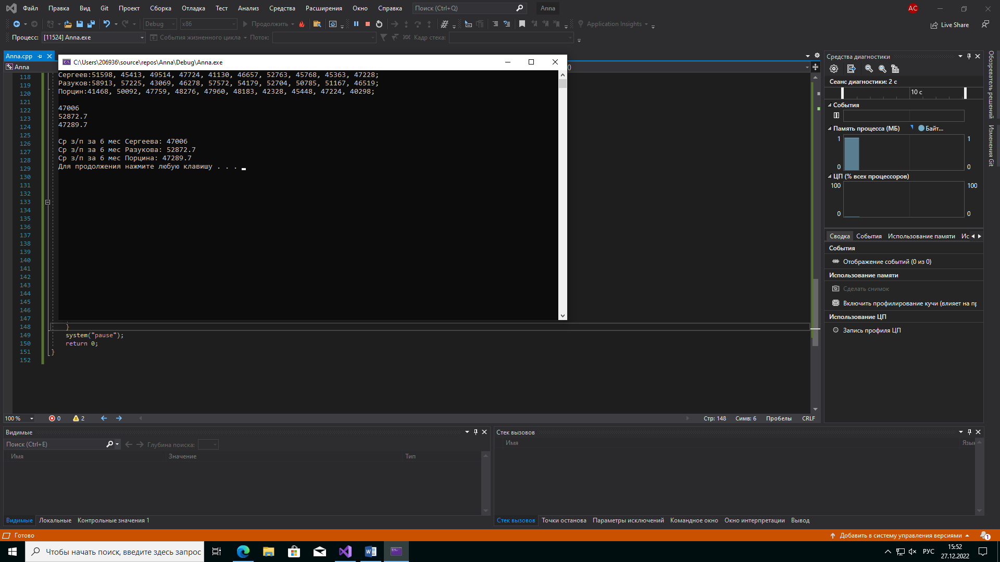 Файл Правка Вид Git Проект Сборка Отладка Тест Анализ Средства Расширения Окно Справка Поиск (Ctrl+Q) Anna AC
Debug x86 Продолжить Application Insights Live Share
Процесс: [11524] Anna.exe События жизненного цикла Поток: Кадр стека:
Anna.cpp
Anna
C:\Users\206936\source\repos\Anna\Debug\Anna.exe
Сергеев:51598, 45413, 49514, 47724, 41130, 46657, 52763, 45768, 45363, 47228;
Разуков:58913, 57225, 43069, 46278, 57572, 54179, 52704, 50785, 51167, 46519;
Порцин:41468, 50092, 47759, 48276, 47960, 48183, 42328, 45448, 47224, 40298;
47006
52872.7
47289.7
Ср з/п за 6 мес Сергеева: 47006
Ср з/п за 6 мес Разукова: 52872.7
Ср з/п за 6 мес Порцина: 47289.7
Для продолжения нажмите любую клавишу . . .
()
118
119
120
121
122
123
124
125
126
127
128
129
130
131
132
133
134
135
136
137
138
139
140
141
142
143
144
145
146
147
148 }
149 system("pause");
150 return 0;
151 }
152
100 % 0 2 Стр: 148 Симв: 6 Пробелы CRLF
Средства диагностики
Сеанс диагностики: 2 с
10 с
События
Память процесса (МБ) Байт...
1 1
0 0
ЦП (% всех процессоров)
100 100
0 0
Сводка События Использование памяти Ис
События
Отображение событий (0 из 0)
Использование памяти
Сделать снимок
Включить профилирование кучи (влияет на пр
Использование ЦП
Запись профиля ЦП
Обозреватель решений
Изменения Git
Видимые
Поиск (Ctrl+E) Глубина поиска:
Имя Значение Тип
Видимые Локальные Контрольные значения 1
Стек вызовов
Имя Язык
Стек вызовов Точки останова Параметры исключений Командное окно Окно интерпретации Вывод
Готово Добавить в систему управления версиями 1
Чтобы начать поиск, введите здесь запрос
РУС
15:52
27.12.2022